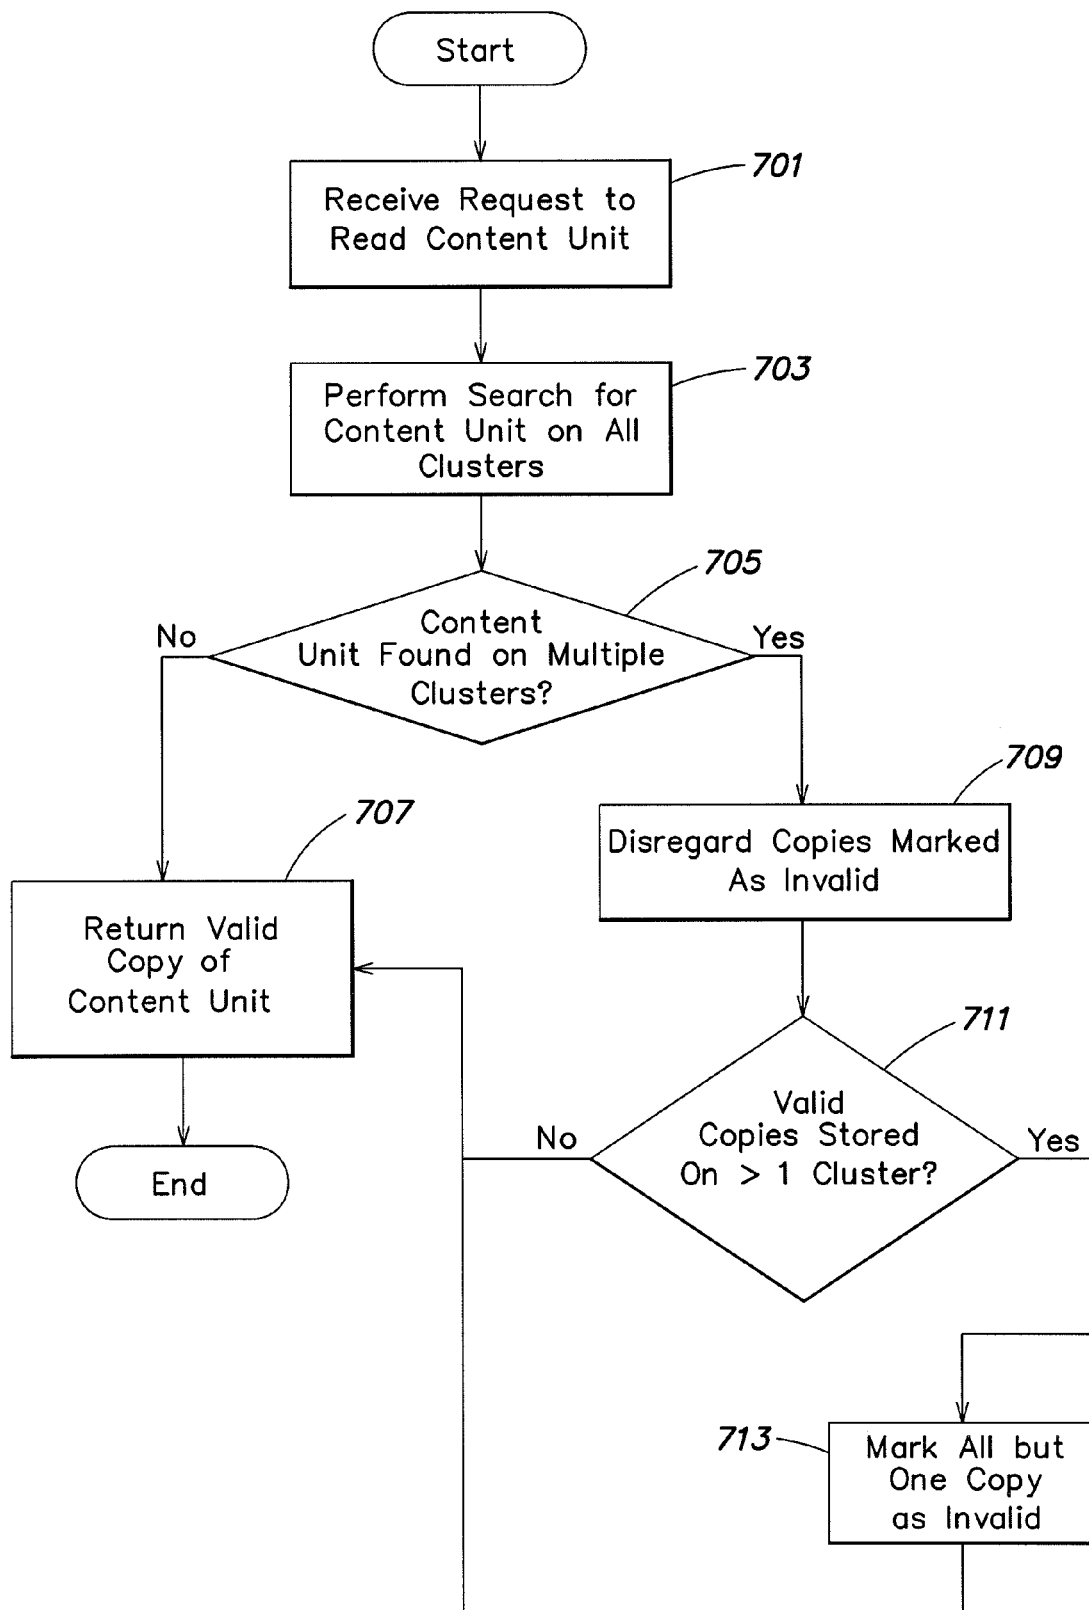 Start
701
Receive Request to
Read Content Unit
703
Perform Search for
Content Unit on All
Clusters
705
No
Content
Unit Found on Multiple
Clusters?
Yes
709
Disregard Copies Marked
As Invalid
707
Return Valid
Copy of
Content Unit
711
Valid
Copies Stored
On > 1 Cluster?
No
Yes
End
713
Mark All but
One Copy
as Invalid